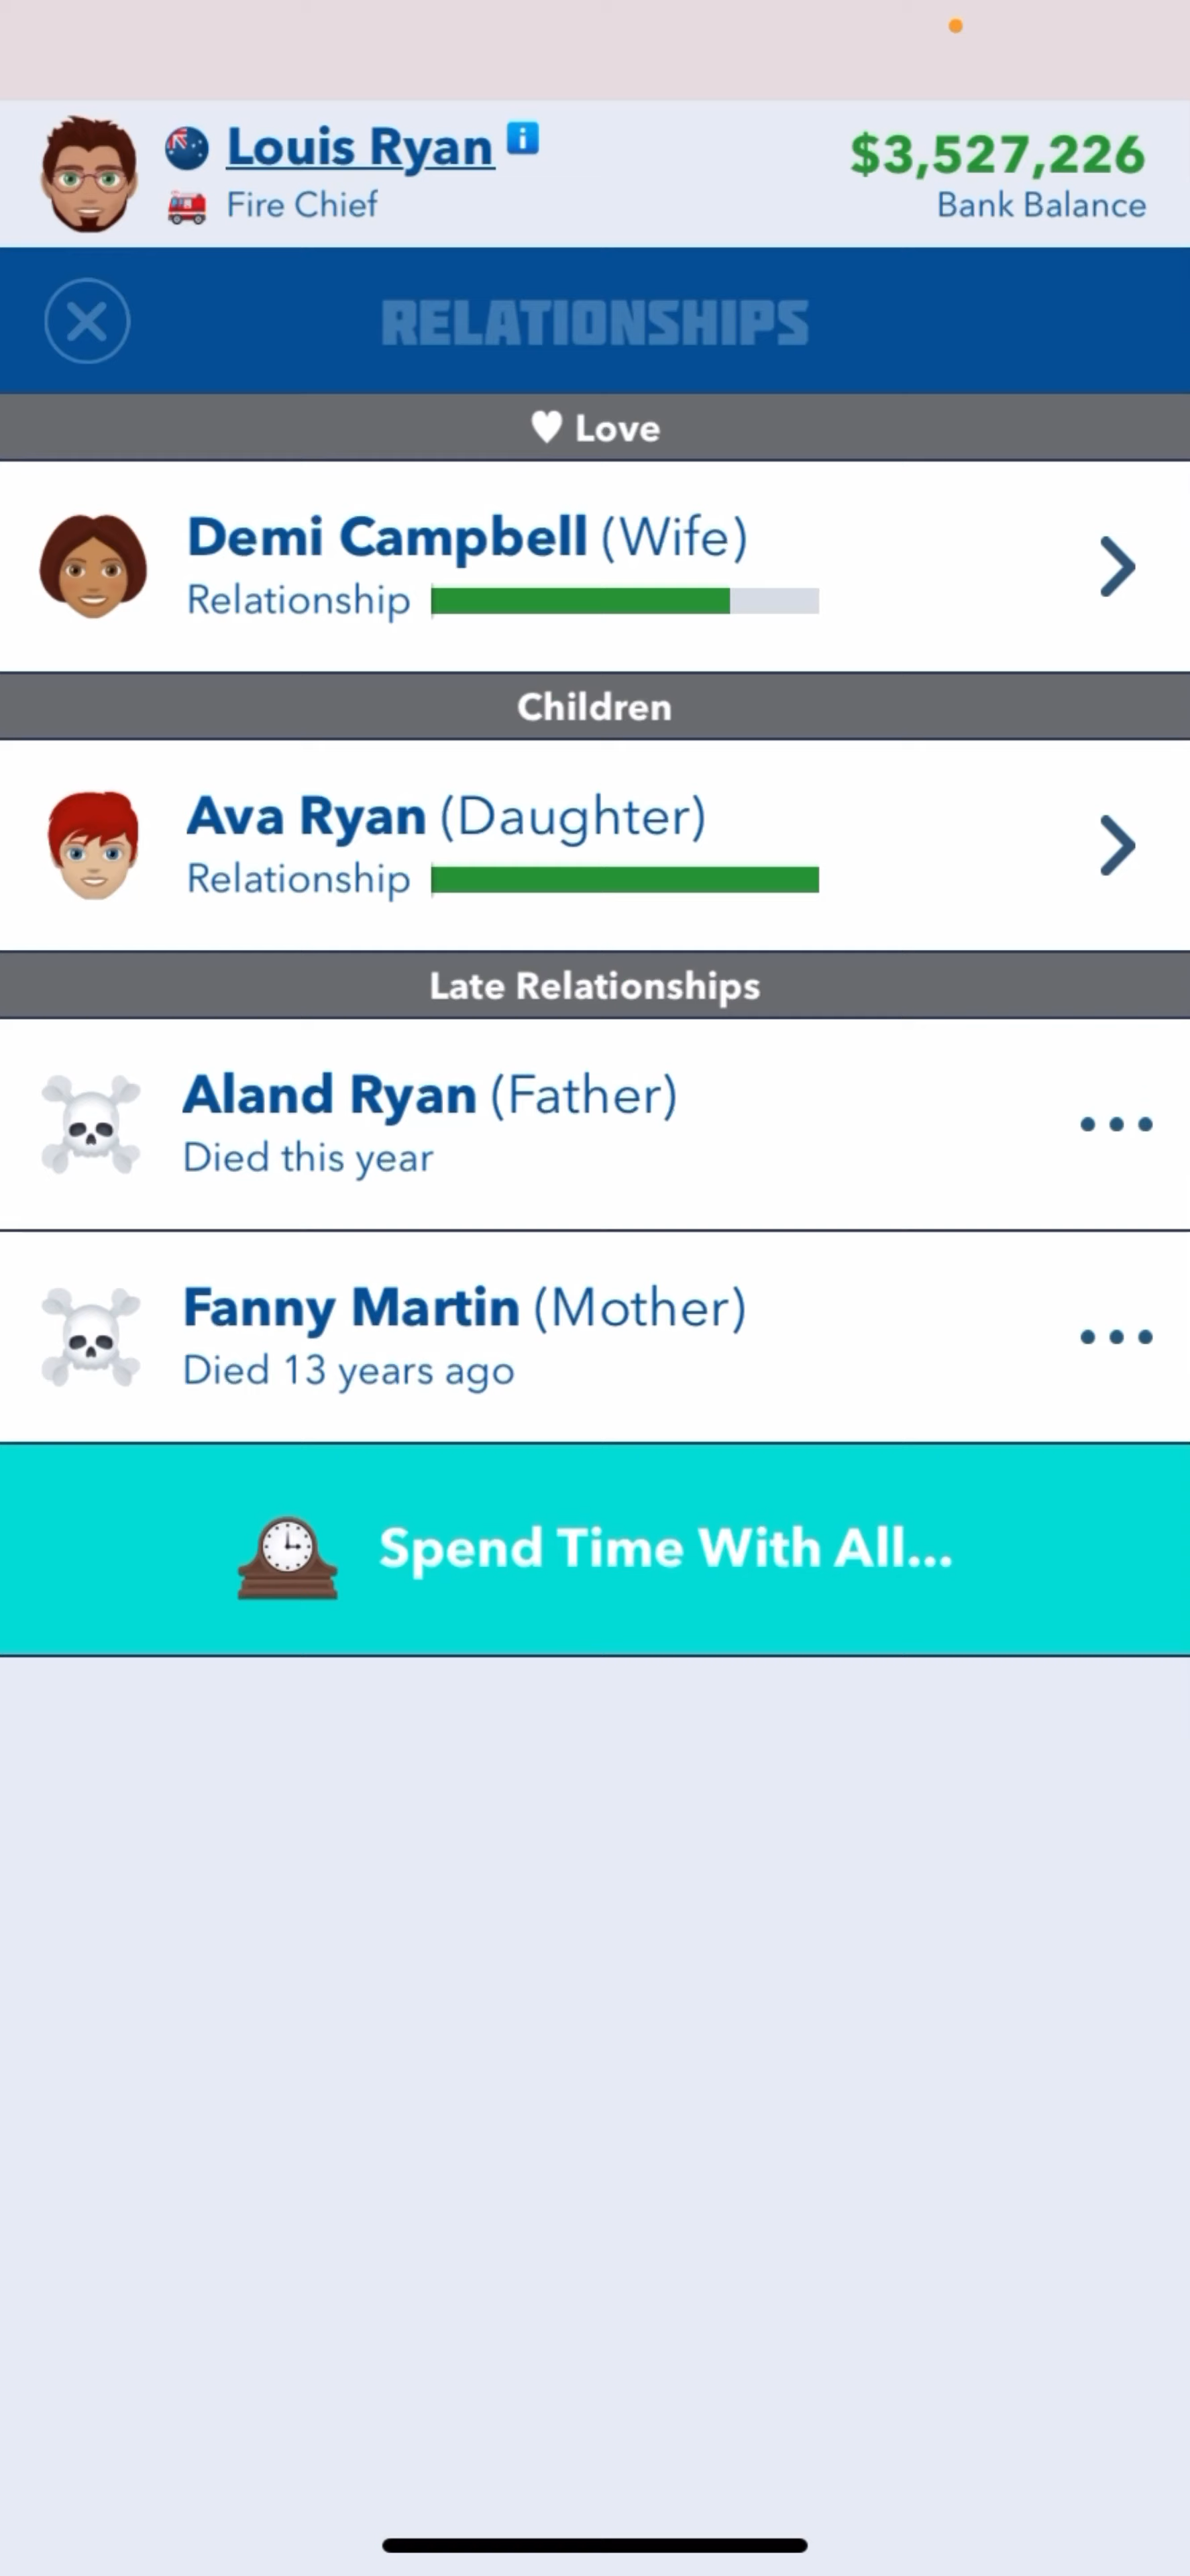 Louis Ryan i
Fire Chief
$3,527,226
Bank Balance
RELATIONSHIPS
Love
Demi Campbell (Wife)
Relationship
Children
Ava Ryan (Daughter)
Relationship
Late Relationships
Aland Ryan (Father)
Died this year
Fanny Martin (Mother)
Died 13 years ago
Spend Time With All...